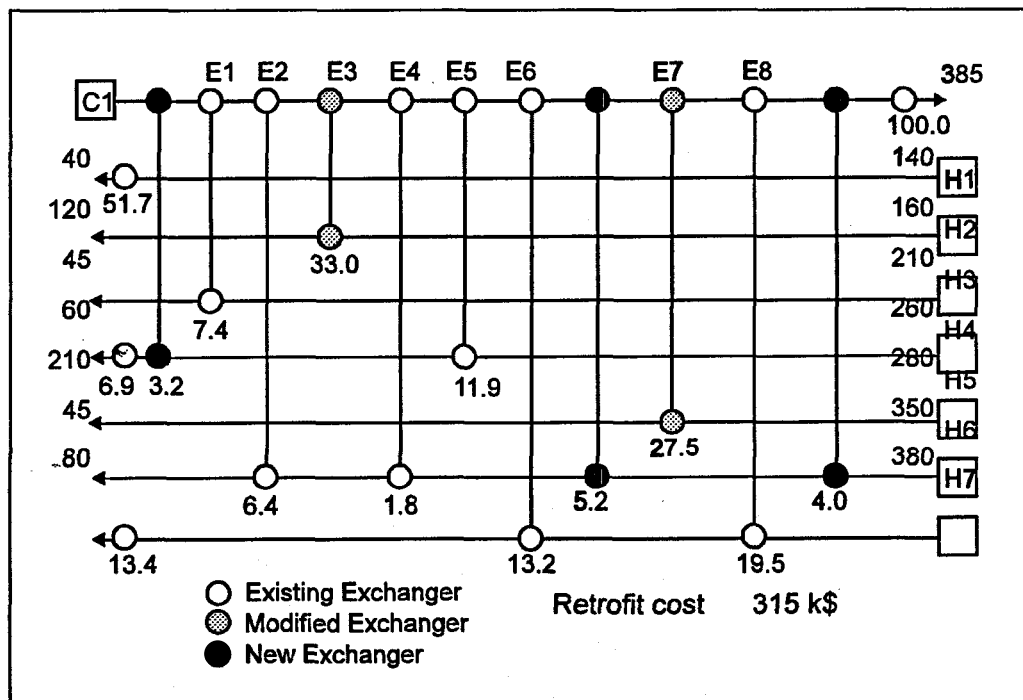 E1 E2 E3 E4 E5 E6 E7 E8 385
C1
100.0
40 140 H1
51.7
120 160 H2
33.0
45 210 H3
7.4
60 260 H4
210 280 H5
6.9 3.2 11.9
45 350 H6
27.5
80 380 H7
6.4 1.8 5.2 4.0
13.4 13.2 19.5
Existing Exchanger
Modified Exchanger
New Exchanger
Retrofit cost 315 k$